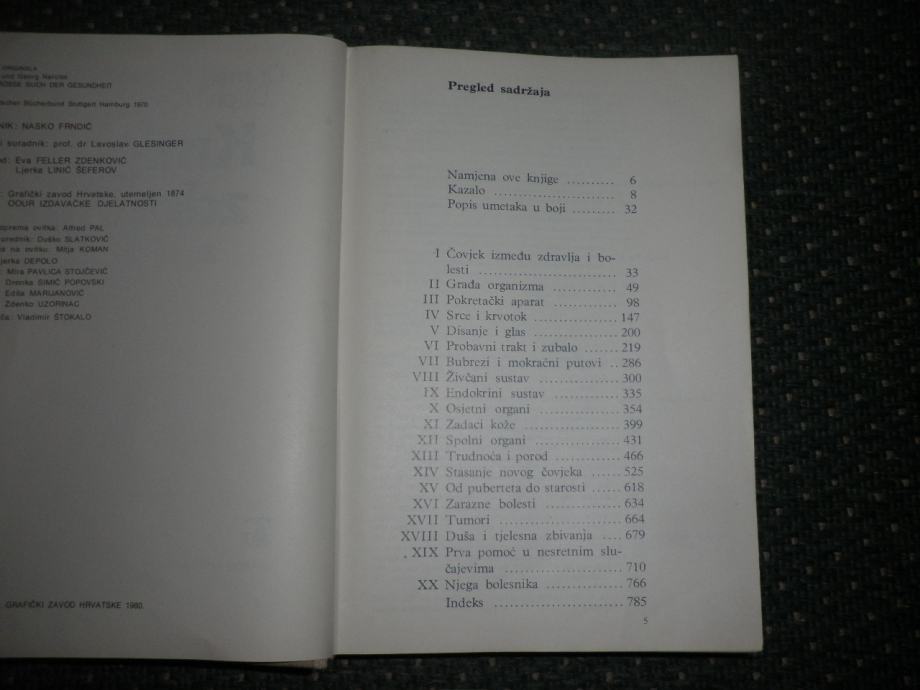 ORIGINALA
und Georg Narciss
ROSSE BUCH DER GESUNDHEIT
tscher Bücherbund Stuttgart Hamburg 1970
NIK: NASKO FRNDIĆ
i suradnik: prof. dr Lavoslav GLESINGER
od: Eva FELLER ZDENKOVIĆ
Ljerka LINIĆ ŠEFEROV
: Grafički zavod Hrvatske, utemeljen 1874
OOUR IZDAVAČKE DJELATNOSTI
oprema ovitka: Alfred PAL
urednik: Duško SLATKOVIĆ
na ovitku: Mitja KOMAN
jerka DEPOLO
: Mira PAVLICA STOJČEVIĆ
Drenka SIMIĆ POPOVSKI
Ediša MARIJANOVIĆ
Zdenko UZORINAC
ša: Vladimir ŠTOKALO
GRAFIČKI ZAVOD HRVATSKE 1980.
Pregled sadržaja
Namjena ove knjige .......... 6
Kazalo .................. 8
Popis umetaka u boji ......... 32
I Čovjek između zdravlja i bo-
lesti ..................... 33
II Građa organizma ............. 49
III Pokretački aparat ............. 98
IV Srce i krvotok ................. 147
V Disanje i glas ................. 200
VI Probavni trakt i zubalo ....... 219
VII Bubrezi i mokraćni putovi .. 286
VIII Živčani sustav ............... 300
IX Endokrini sustav ............. 335
X Osjetni organi ............... 354
XI Zadaci kože .................. 399
XII Spolni organi ................ 431
XIII Trudnoća i porod ............ 466
XIV Stasanje novog čovjeka ...... 525
XV Od puberteta do starosti ...... 618
XVI Zarazne bolesti .............. 634
XVII Tumori ..................... 664
XVIII Duša i tjelesna zbivanja .... 679
XIX Prva pomoć u nesretnim slu-
čajevima ..................... 710
XX Njega bolesnika .............. 766
Indeks ...................... 785
5